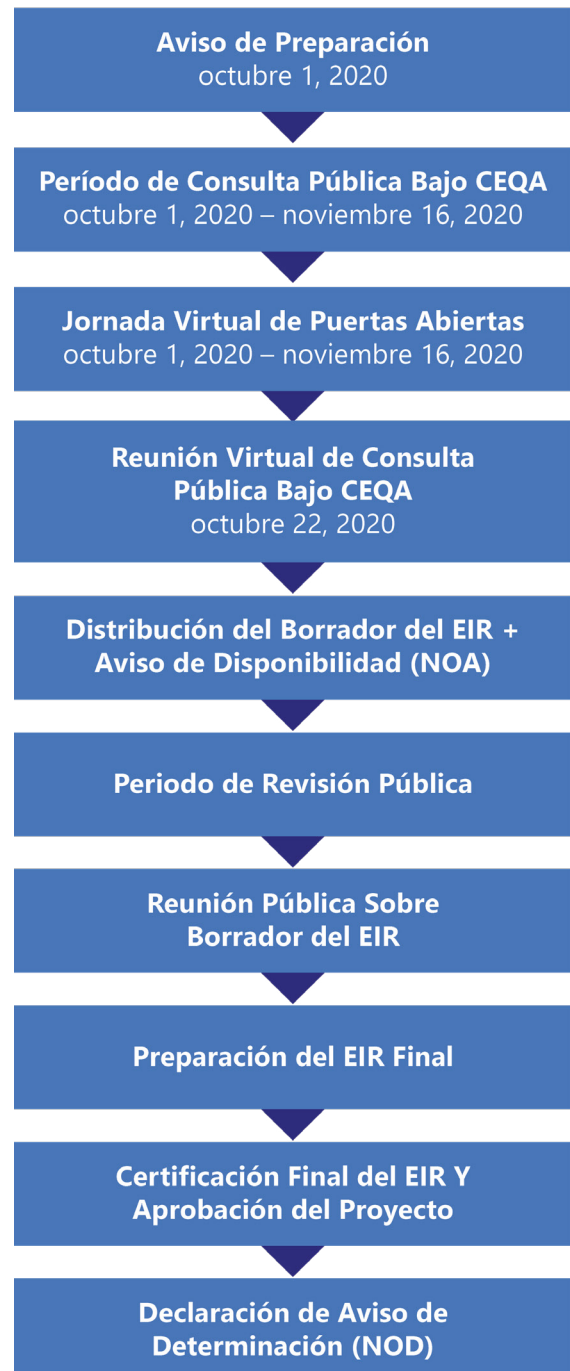 Aviso de Preparación
octubre 1, 2020
Período de Consulta Pública Bajo CEQA
octubre 1, 2020 – noviembre 16, 2020
Jornada Virtual de Puertas Abiertas
octubre 1, 2020 – noviembre 16, 2020
Reunión Virtual de Consulta
Pública Bajo CEQA
octubre 22, 2020
Distribución del Borrador del EIR +
Aviso de Disponibilidad (NOA)
Periodo de Revisión Pública
Reunión Pública Sobre
Borrador del EIR
Preparación del EIR Final
Certificación Final del EIR Y
Aprobación del Proyecto
Declaración de Aviso de
Determinación (NOD)